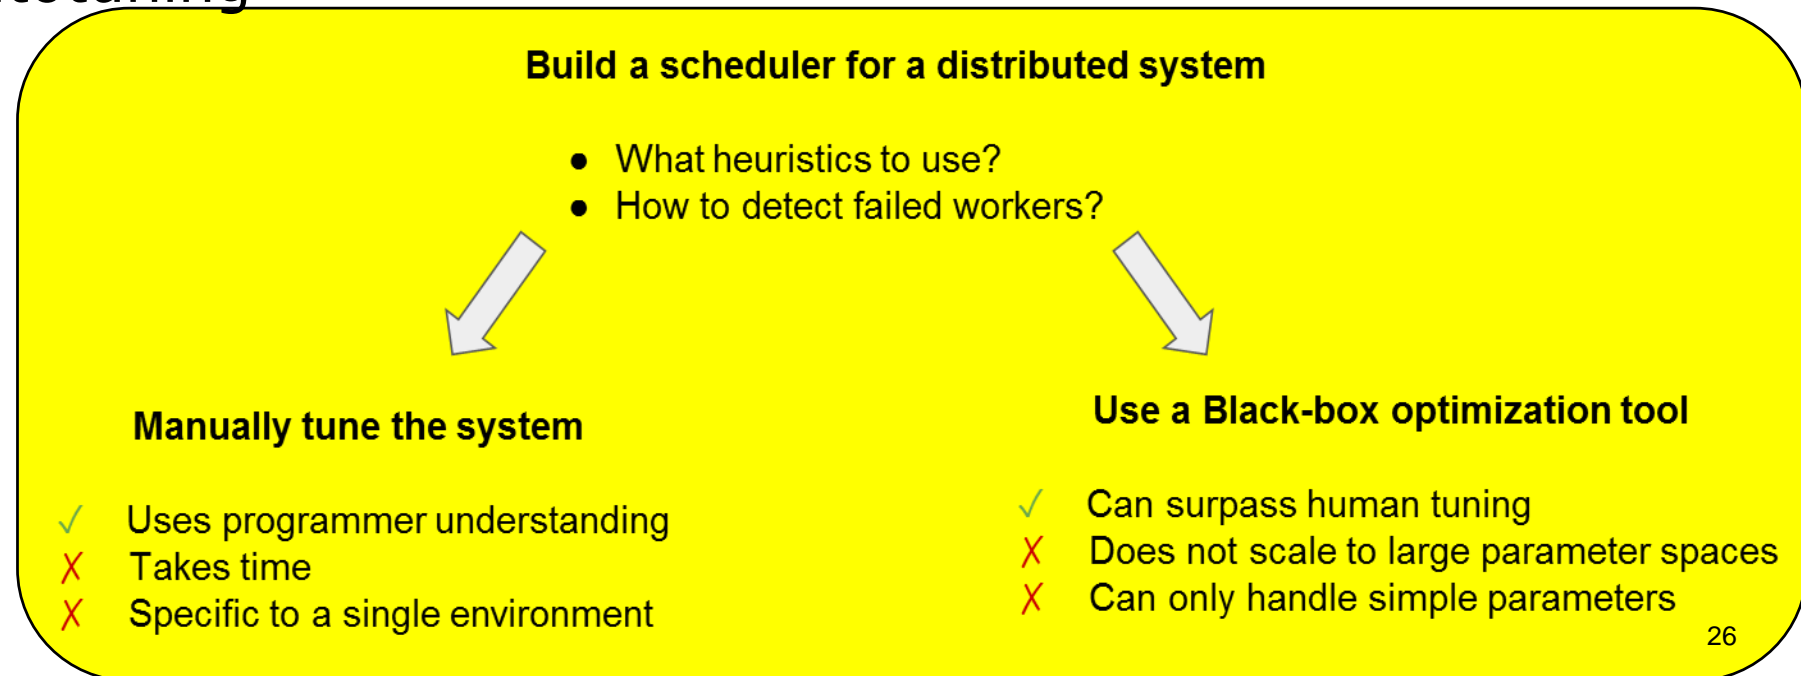 Build a scheduler for a distributed system
● What heuristics to use?
● How to detect failed workers?
Manually tune the system
✓ Uses programmer understanding
✗ Takes time
✗ Specific to a single environment
Use a Black-box optimization tool
✓ Can surpass human tuning
✗ Does not scale to large parameter spaces
✗ Can only handle simple parameters
26